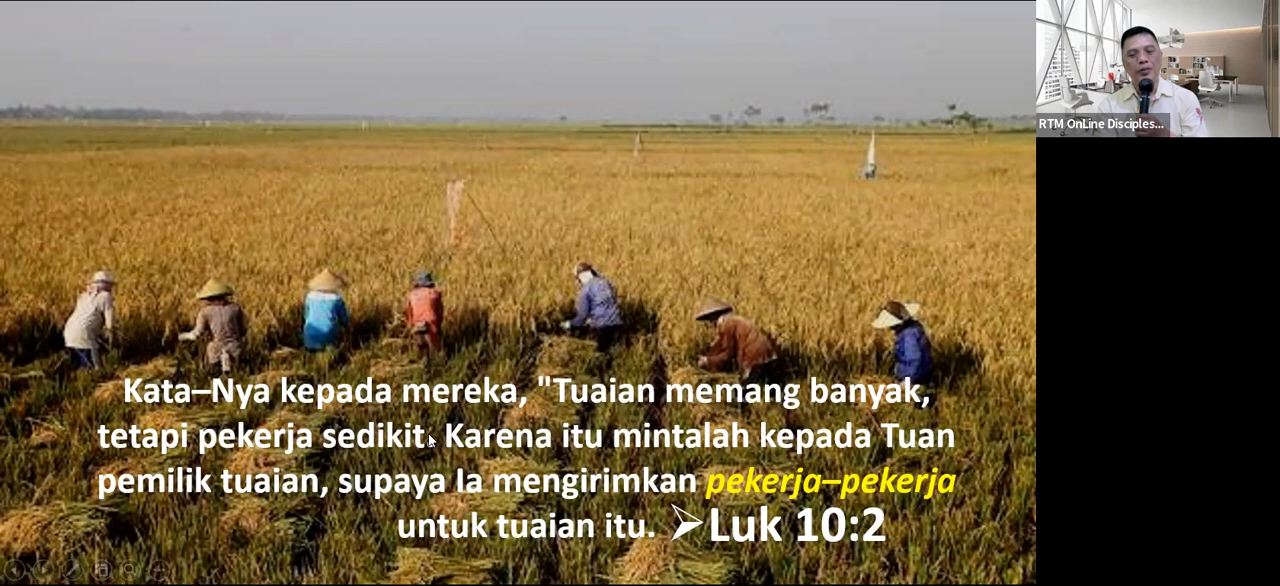 Kata–Nya kepada mereka, "Tuaian memang banyak,
tetapi pekerja sedikit. Karena itu mintalah kepada Tuan
pemilik tuaian, supaya Ia mengirimkan pekerja–pekerja
untuk tuaian itu. ➢Luk 10:2
RTM OnLine Disciples...